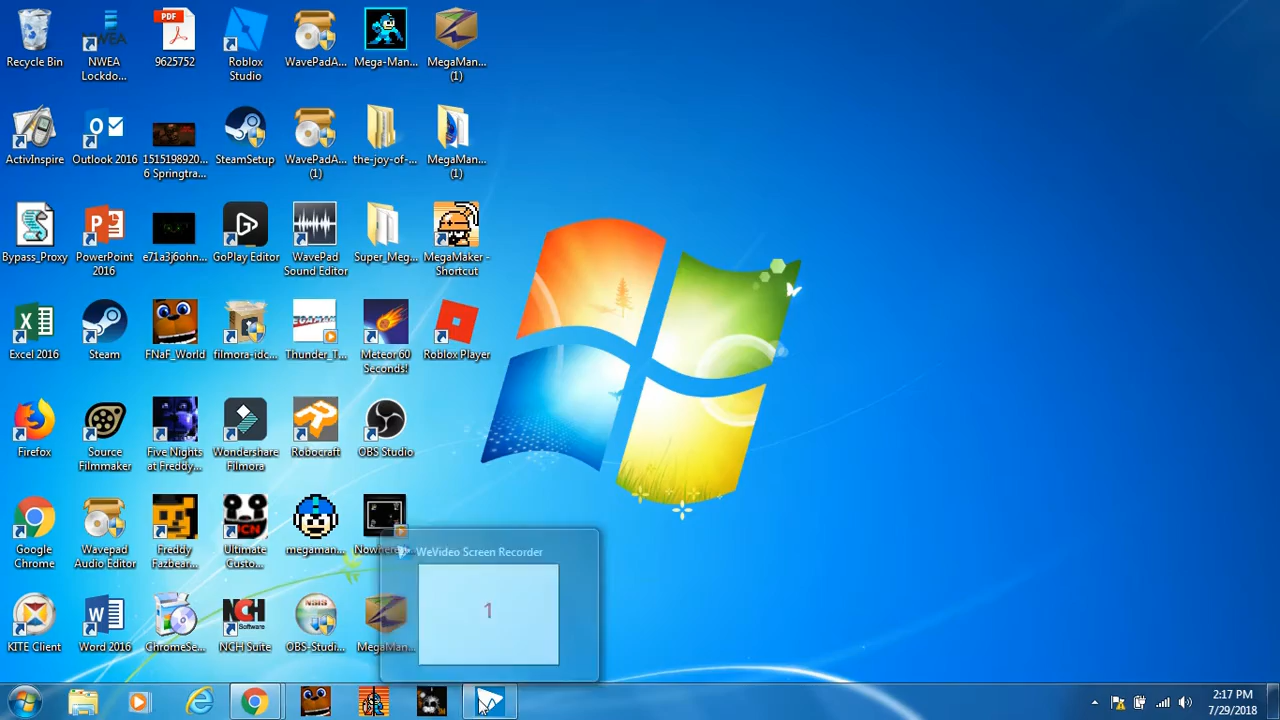 Recycle Bin
NWEA
Lockdo...
9625752
Roblox
Studio
WavePadA...
Mega-Man...
MegaMan...
(1)
ActivInspire
Outlook 2016
1515198920...
6 Springtra...
SteamSetup
WavePadA...
(1)
the-joy-of-...
MegaMan...
(1)
Bypass_Proxy
PowerPoint
2016
e71a3j6ohn...
GoPlay Editor
WavePad
Sound Editor
Super_Meg...
MegaMaker -
Shortcut
Excel 2016
Steam
FNaF_World
filmora-idc...
Thunder_T...
Meteor 60
Seconds!
Roblox Player
Firefox
Source
Filmmaker
Five Nights
at Freddy...
Wondershare
Filmora
Robocraft
OBS Studio
Google
Chrome
Wavepad
Audio Editor
Freddy
Fazbear...
Ultimate
Custo...
megaman...
WeVideo Screen Recorder
1
KITE Client
Word 2016
ChromeSe...
NCH Suite
OBS-Studi...
MegaMan...
2:17 PM
7/29/2018